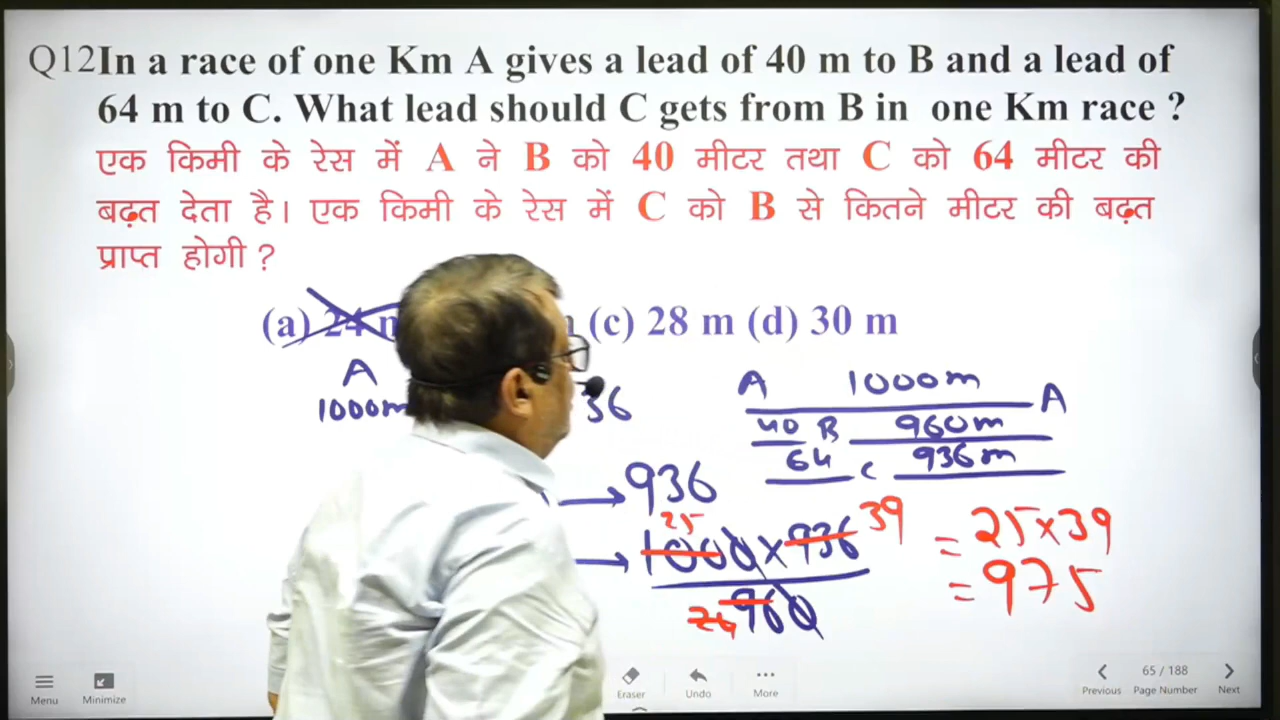 Q12In a race of one Km A gives a lead of 40 m to B and a lead of
64 m to C. What lead should C gets from B in one Km race ?
एक किमी के रेस में A ने B को 40 मीटर तथा C को 64 मीटर की
बढ़त देता है। एक किमी के रेस में C को B से कितने मीटर की बढ़त
प्राप्त होगी ?
(a) 24 m (c) 28 m (d) 30 m
A
1000m 36
A 1000m A
40 B 960m
64 C 936m
→ 936
25
→ 1000 × 936 39
960
= 25 × 39
= 975
Menu
Minimize
Eraser
Undo
More
Previous
65 / 188
Page Number
Next